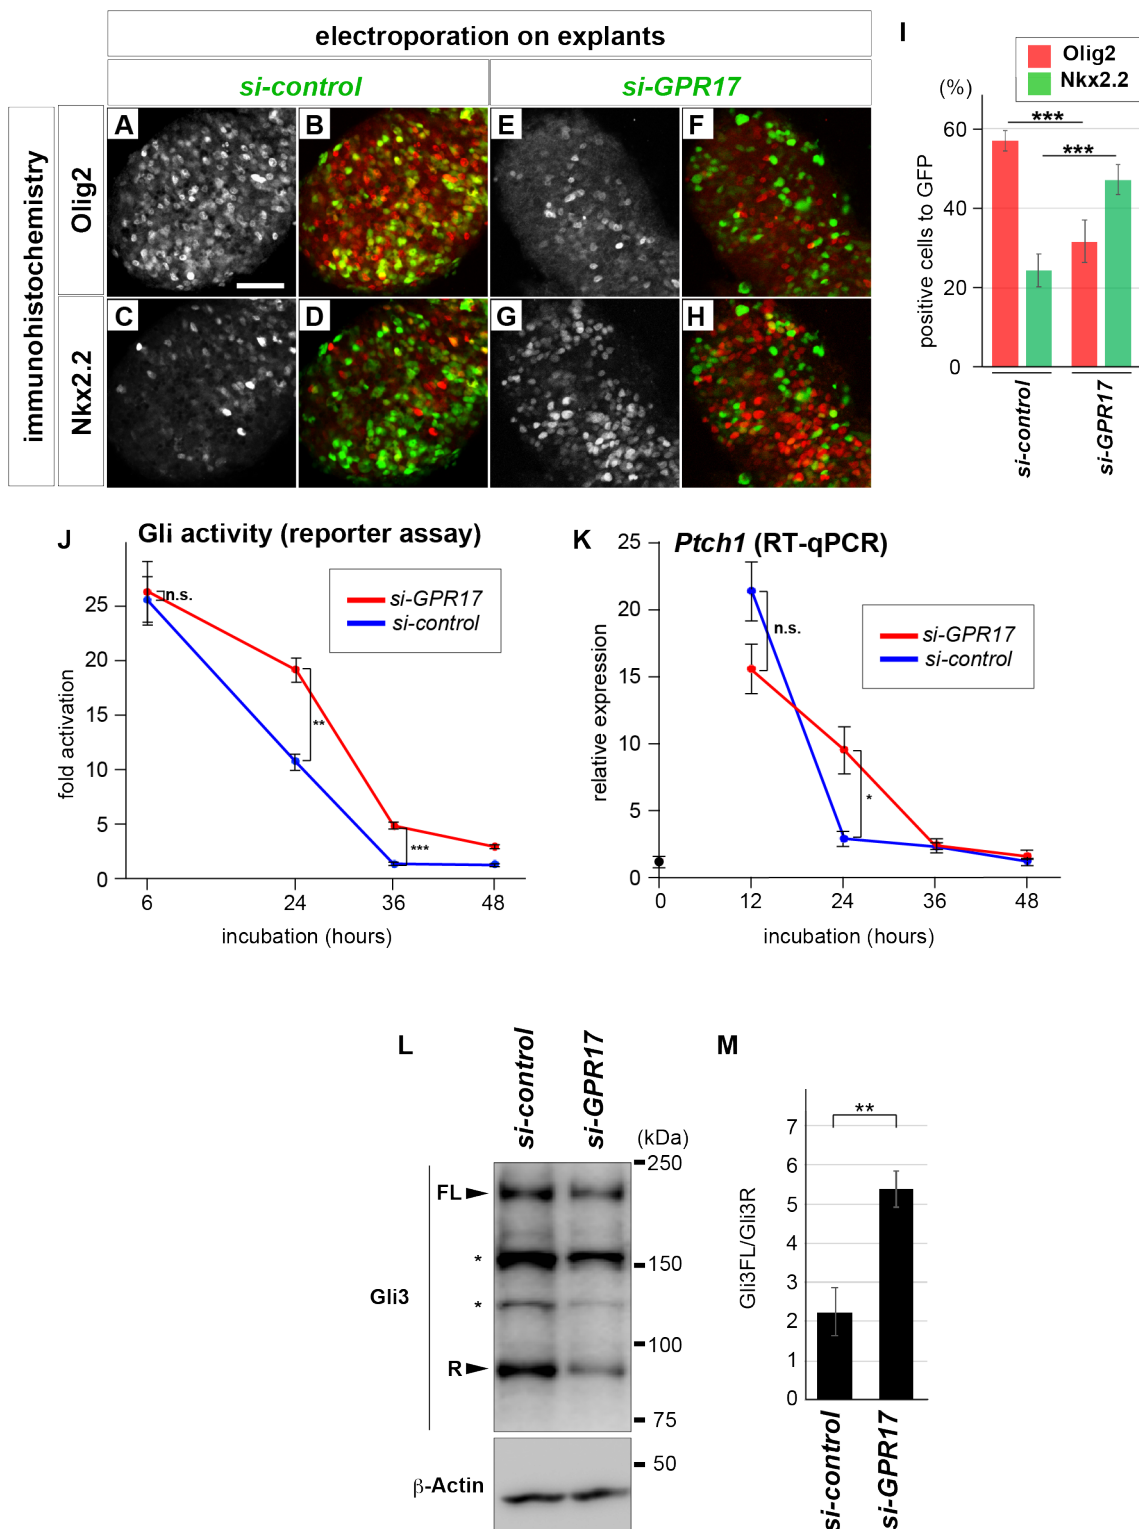 electroporation on explants
si-control
si-GPR17
immunohistochemistry
Olig2
Nkx2.2
A
B
E
F
C
D
G
H
I
Olig2
Nkx2.2
(%)
positive cells to GFP
60
40
20
0
***
***
si-control
si-GPR17
J
Gli activity (reporter assay)
si-GPR17
si-control
fold activation
25
20
15
10
5
0
n.s.
**
***
6
24
36
48
incubation (hours)
K
Ptch1 (RT-qPCR)
si-GPR17
si-control
relative expression
25
20
15
10
5
0
n.s.
*
0
12
24
36
48
incubation (hours)
L
si-control
si-GPR17
(kDa)
250
150
100
75
50
Gli3
FL
*
*
R
β-Actin
M
**
Gli3FL/Gli3R
7
6
5
4
3
2
1
0
si-control
si-GPR17